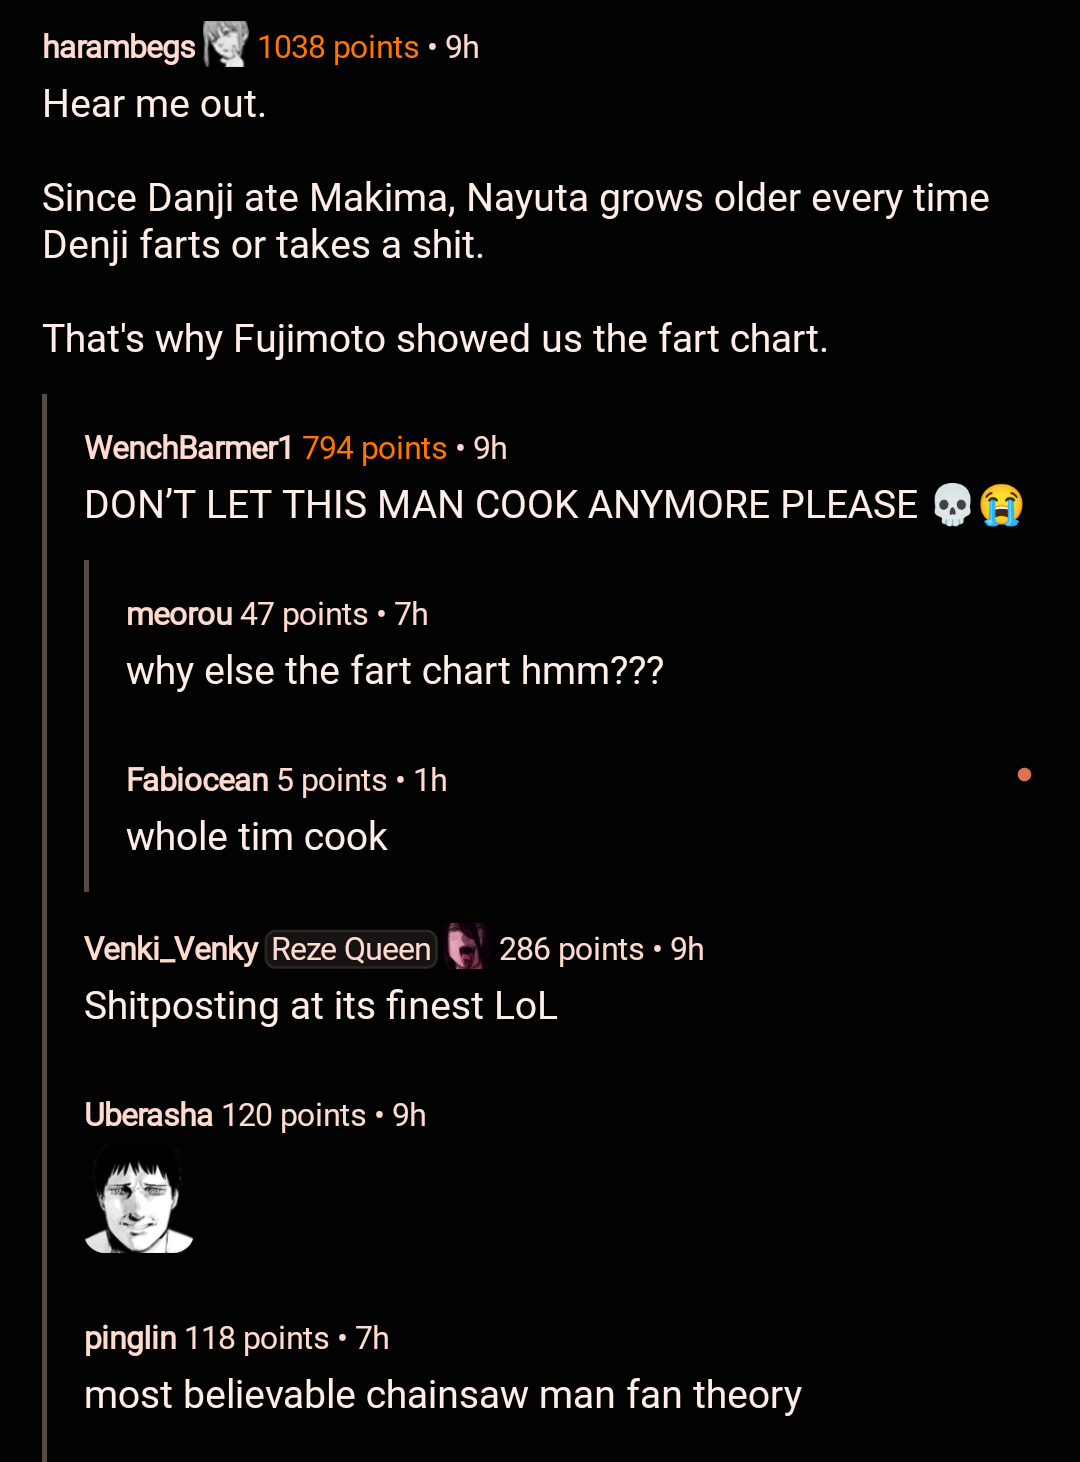 harambegs 1038 points • 9h
Hear me out.
Since Danji ate Makima, Nayuta grows older every time
Denji farts or takes a shit.
That's why Fujimoto showed us the fart chart.
WenchBarmer1 794 points • 9h
DON’T LET THIS MAN COOK ANYMORE PLEASE 💀😭
meorou 47 points • 7h
why else the fart chart hmm???
Fabiocean 5 points • 1h
whole tim cook
Venki_Venky Reze Queen 286 points • 9h
Shitposting at its finest LoL
Uberasha 120 points • 9h
pinglin 118 points • 7h
most believable chainsaw man fan theory